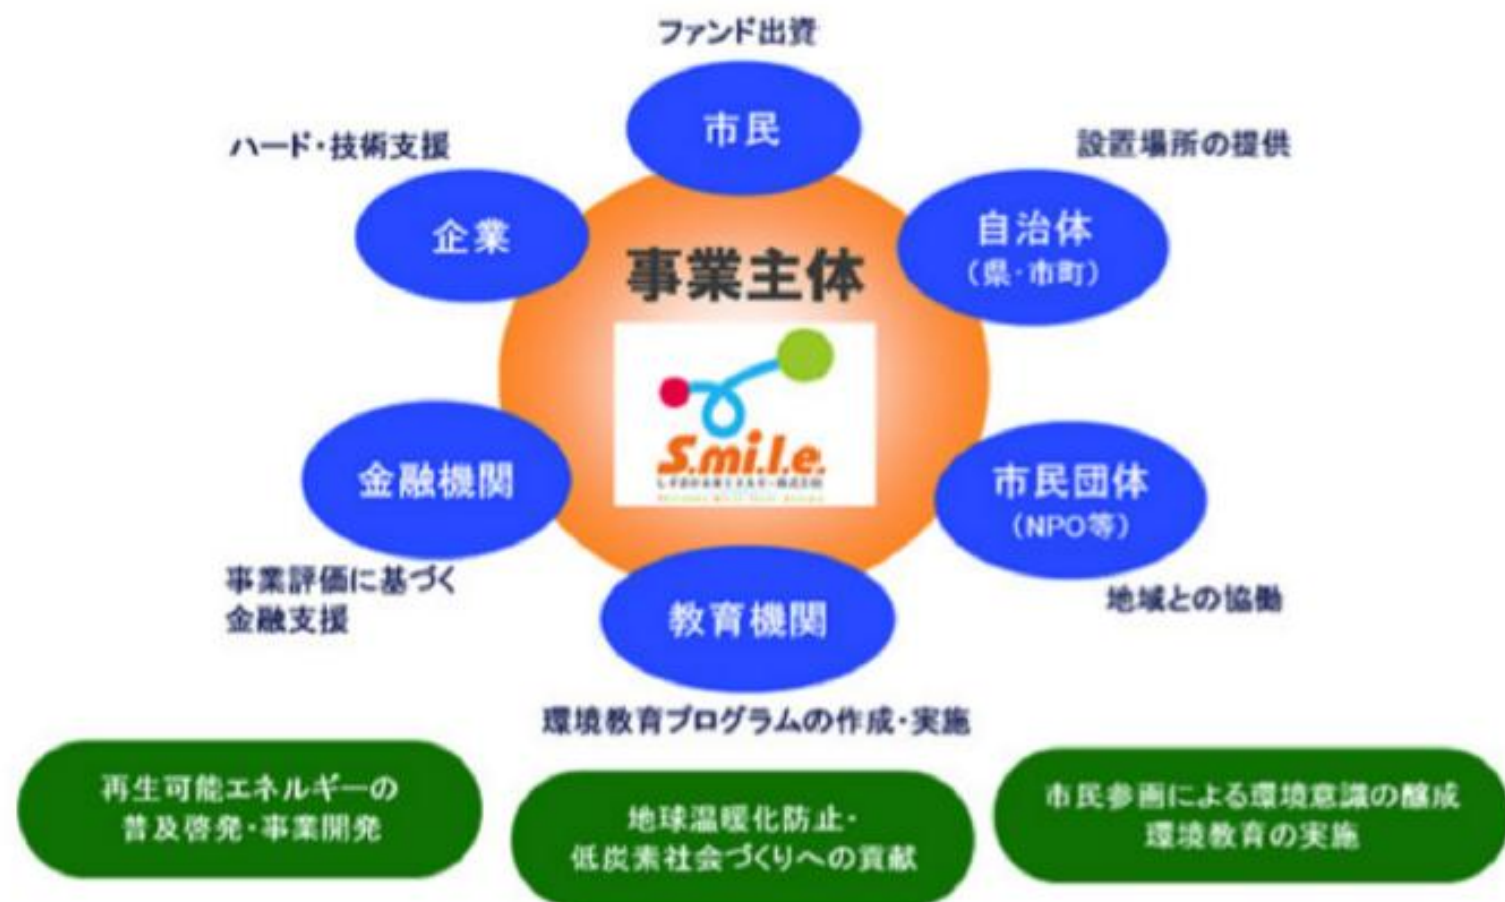 ファンド出資
市民
ハード・技術支援
設置場所の提供
企業
自治体
（県・市町）
事業主体
S.mi.l.e.
金融機関
市民団体
（NPO等）
事業評価に基づく
金融支援
地域との協働
教育機関
環境教育プログラムの作成・実施
再生可能エネルギーの
普及啓発・事業開発
地球温暖化防止・
低炭素社会づくりへの貢献
市民参画による環境意識の醸成
環境教育の実施